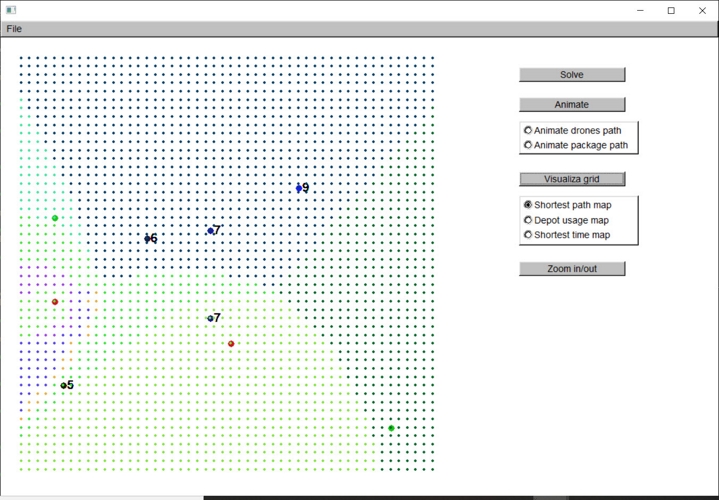 File
Solve
Animate
Animate drones path
Animate package path
Visualiza grid
Shortest path map
Depot usage map
Shortest time map
Zoom in/out
9
7
6
7
5